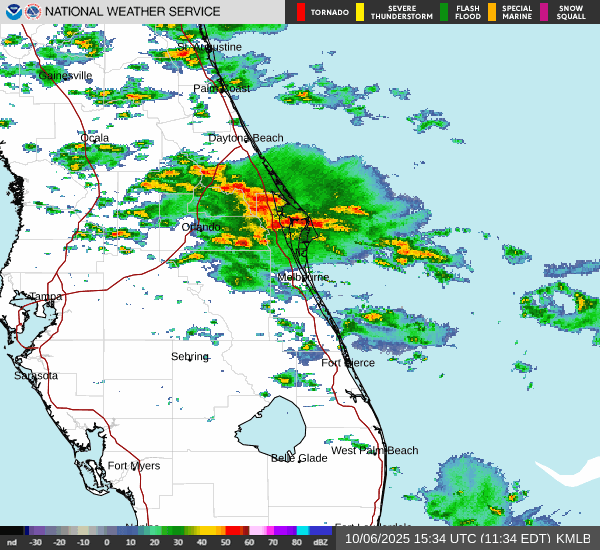 NATIONAL WEATHER SERVICE
TORNADO
SEVERE
THUNDERSTORM
FLASH
FLOOD
SPECIAL
MARINE
SNOW
SQUALL
St. Augustine
Gainesville
Palm Coast
Ocala
Daytona Beach
Orlando
Melbourne
Tampa
Sebring
Fort Pierce
Sarasota
West Palm Beach
Belle Glade
Fort Myers
nd -30 -20 -10 0 10 20 30 40 50 60 70 80 dBZ
10/06/2025 15:34 UTC (11:34 EDT) KMLB